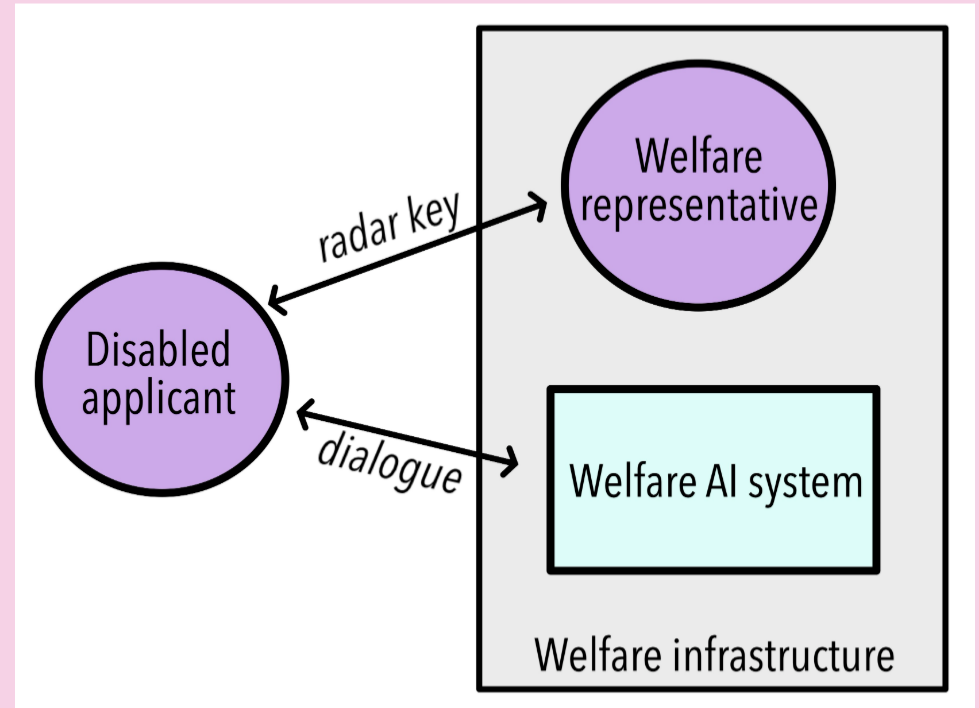 Welfare
representative
radar key
Disabled
applicant
dialogue
Welfare AI system
Welfare infrastructure